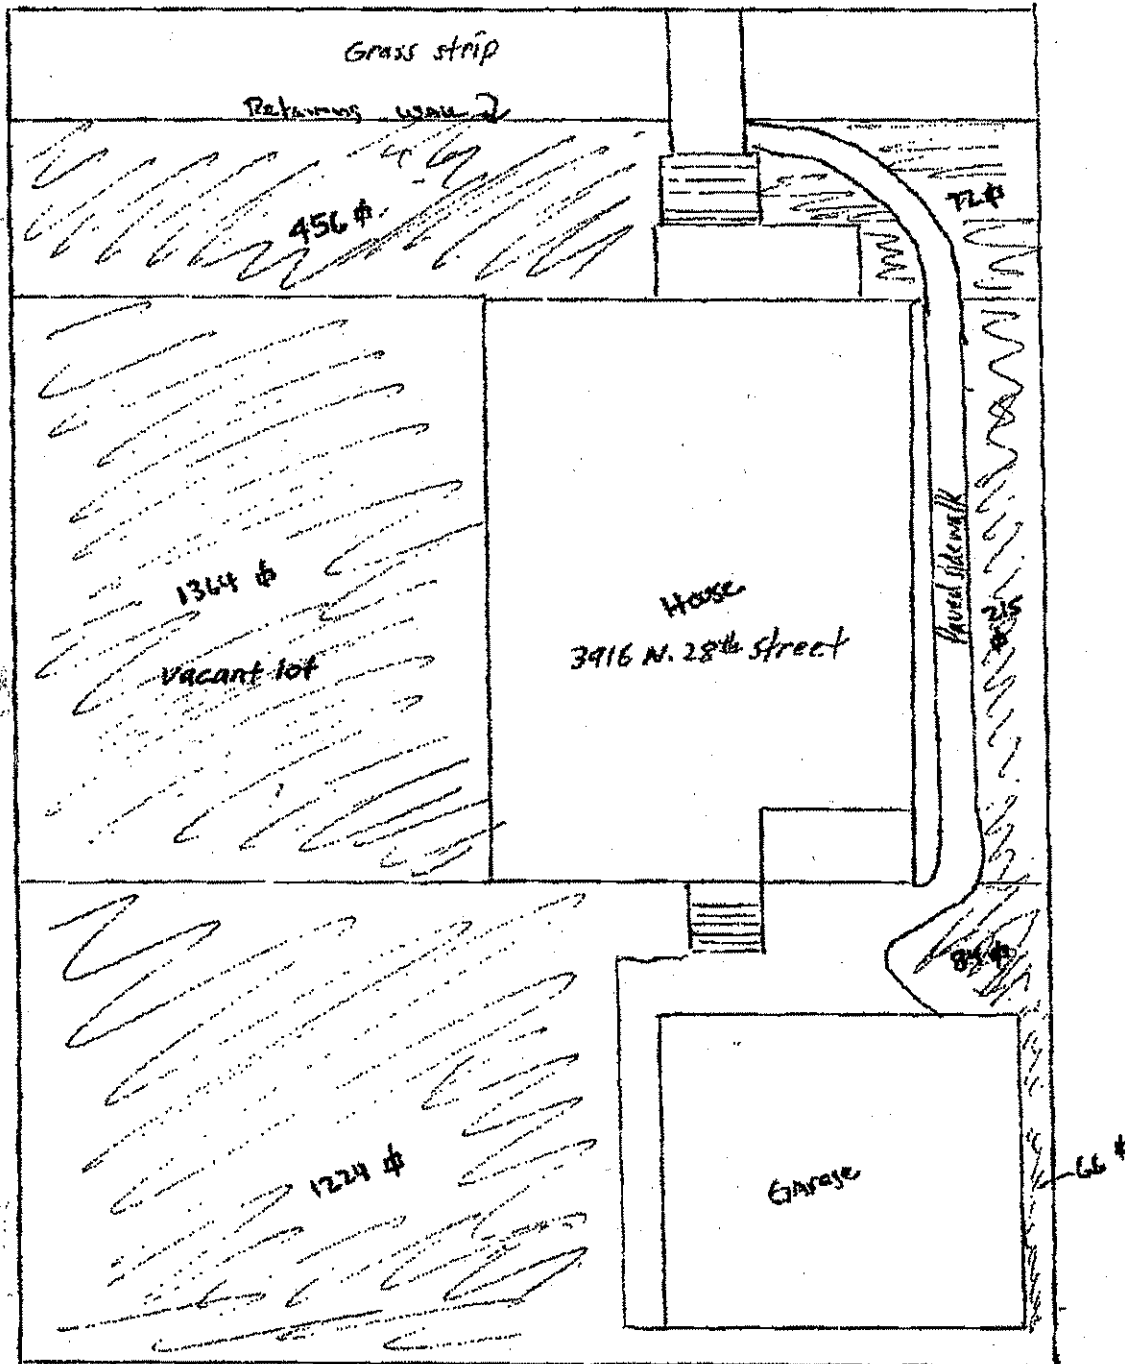 Grass strip
Retaining wall
456 ⌀
72 ⌀
1364 ⌀
Vacant lot
House
3916 N. 28th Street
Paved sidewalk
215
⌀
84 ⌀
1224 ⌀
Garage
66 ⌀